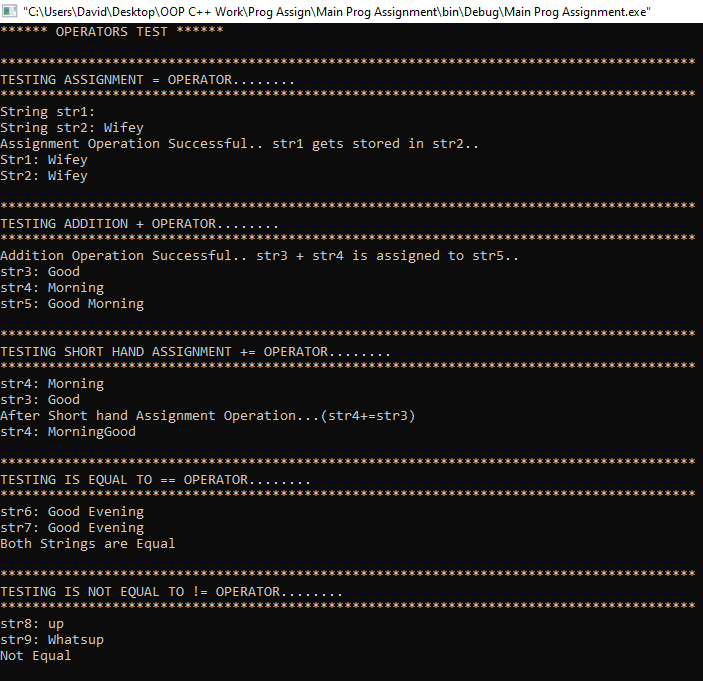 "C:\Users\David\Desktop\OOP C++ Work\Prog Assign\Main Prog Assignment\bin\Debug\Main Prog Assignment.exe"
****** OPERATORS TEST ******
***************************************************************************************
TESTING ASSIGNMENT = OPERATOR........
***************************************************************************************
String str1:
String str2: Wifey
Assignment Operation Successful.. str1 gets stored in str2..
Str1: Wifey
Str2: Wifey
***************************************************************************************
TESTING ADDITION + OPERATOR........
***************************************************************************************
Addition Operation Successful.. str3 + str4 is assigned to str5..
str3: Good
str4: Morning
str5: Good Morning
***************************************************************************************
TESTING SHORT HAND ASSIGNMENT += OPERATOR........
***************************************************************************************
str4: Morning
str3: Good
After Short hand Assignment Operation...(str4+=str3)
str4: MorningGood
***************************************************************************************
TESTING IS EQUAL TO == OPERATOR........
***************************************************************************************
str6: Good Evening
str7: Good Evening
Both Strings are Equal
***************************************************************************************
TESTING IS NOT EQUAL TO != OPERATOR........
***************************************************************************************
str8: up
str9: Whatsup
Not Equal